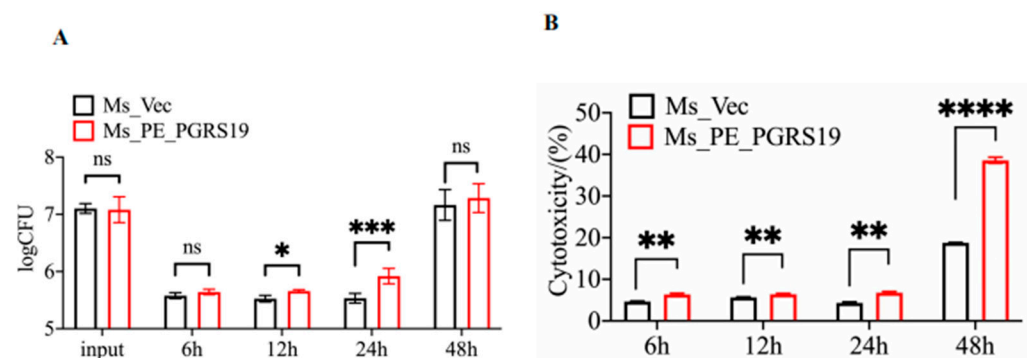 A
Ms_Vec
Ms_PE_PGRS19
logCFU
8
7
6
5
ns
ns
*
***
ns
input
6h
12h
24h
48h
B
Ms_Vec
Ms_PE_PGRS19
Cytotoxicity/(%)
50
40
30
20
10
0
**
**
**
****
6h
12h
24h
48h